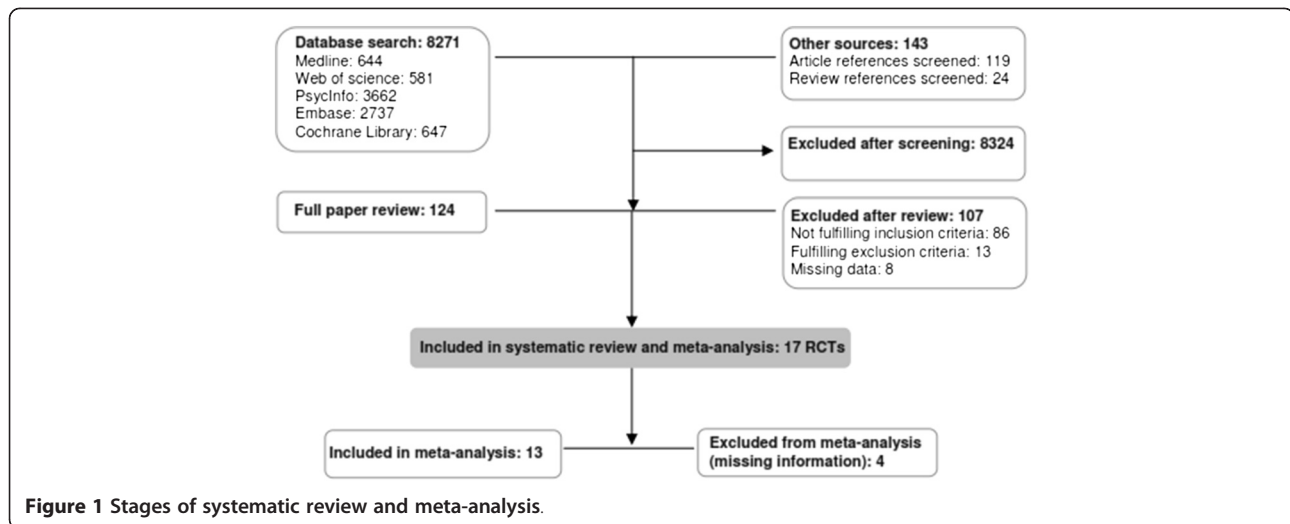 Database search: 8271
Medline: 644
Web of science: 581
PsycInfo: 3662
Embase: 2737
Cochrane Library: 647
Other sources: 143
Article references screened: 119
Review references screened: 24
Excluded after screening: 8324
Full paper review: 124
Excluded after review: 107
Not fulfilling inclusion criteria: 86
Fulfilling exclusion criteria: 13
Missing data: 8
Included in systematic review and meta-analysis: 17 RCTs
Included in meta-analysis: 13
Excluded from meta-analysis
(missing information): 4
Figure 1 Stages of systematic review and meta-analysis.